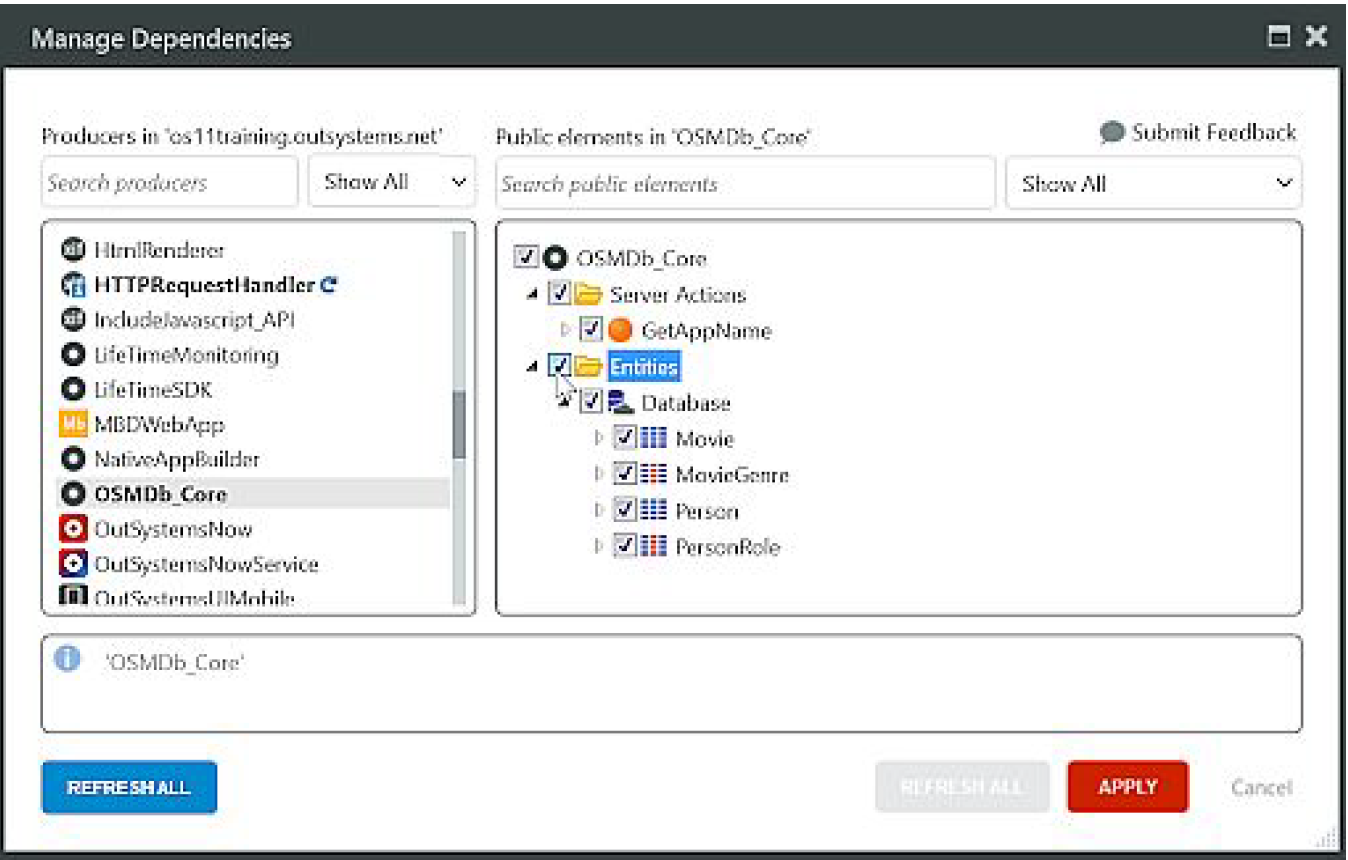 Manage Dependencies
Producers in 'os11training.outsystems.net'
Search producers
Show All
HtmlRenderer
HTTPRequestHandler
IncludeJavascript_API
LifeTimeMonitoring
LifeTimeSDK
Mb MBDWebApp
NativeAppBuilder
OSMDb_Core
OutSystemsNow
OutSystemsNowService
OutSystemsUIMobile
Public elements in 'OSMDb_Core'
Submit Feedback
Search public elements
Show All
OSMDb_Core
Server Actions
GetAppName
Entities
Database
Movie
MovieGenre
Person
PersonRole
'OSMDb_Core'
REFRESH ALL
REFRESH ALL
APPLY
Cancel